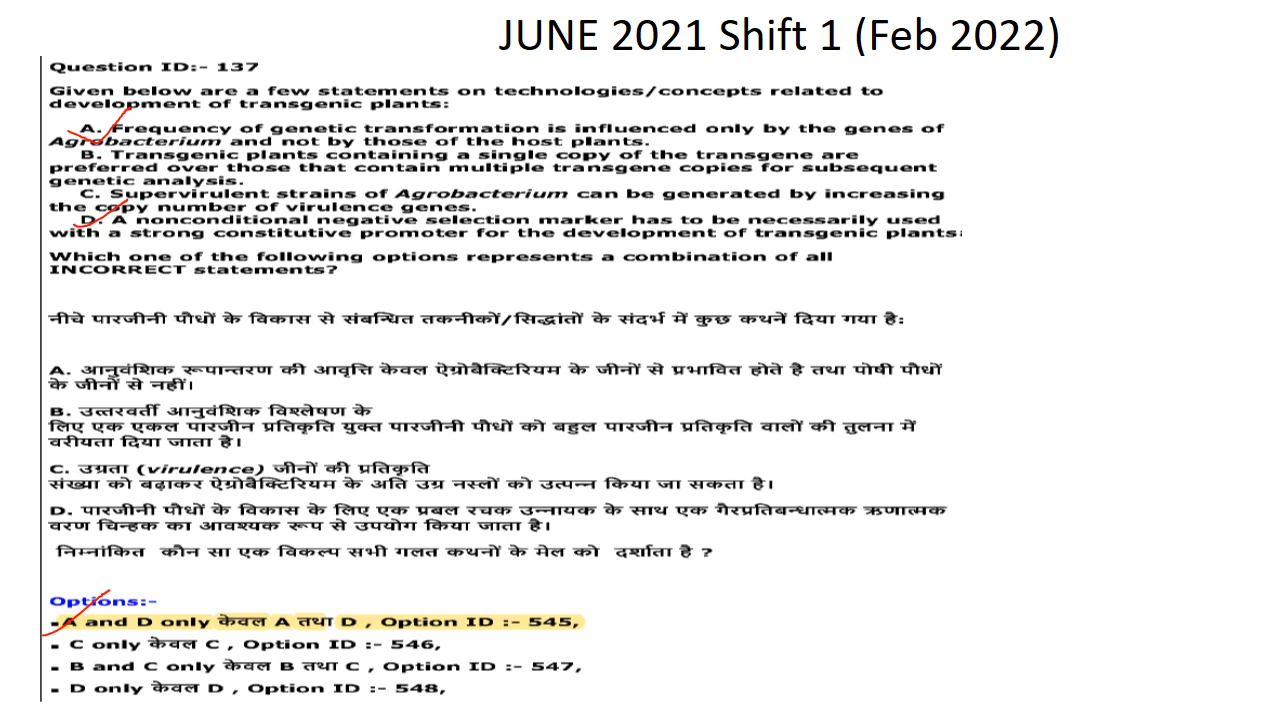 JUNE 2021 Shift 1 (Feb 2022)
Question ID:- 137
Given below are a few statements on technologies/concepts related to
development of transgenic plants:
A. Frequency of genetic transformation is influenced only by the genes of
Agrobacterium and not by those of the host plants.
B. Transgenic plants containing a single copy of the transgene are
preferred over those that contain multiple transgene copies for subsequent
genetic analysis.
C. Supervirulent strains of Agrobacterium can be generated by increasing
the copy number of virulence genes.
D. A nonconditional negative selection marker has to be necessarily used
with a strong constitutive promoter for the development of transgenic plants.
Which one of the following options represents a combination of all
INCORRECT statements?
नीचे पारजीनी पौधों के विकास से संबन्धित तकनीकों/सिद्धांतों के संदर्भ में कुछ कथनें दिया गया है:
A. आनुवंशिक रूपान्तरण की आवृत्ति केवल ऐग्रोबैक्टिरियम के जीनों से प्रभावित होते है तथा पोषी पौधों
के जीनों से नहीं।
B. उत्तरवर्ती आनुवंशिक विश्लेषण के
लिए एक एकल पारजीन प्रतिकृति युक्त पारजीनी पौधों को बहुल पारजीन प्रतिकृति वालों की तुलना में
वरीयता दिया जाता है।
C. उग्रता (virulence) जीनों की प्रतिकृति
संख्या को बढ़ाकर ऐग्रोबैक्टिरियम के अति उग्र नस्लों को उत्पन्न किया जा सकता है।
D. पारजीनी पौधों के विकास के लिए एक प्रबल रचक उन्नायक के साथ एक गैरप्रतिबन्धात्मक ऋणात्मक
वरण चिन्हक का आवश्यक रूप से उपयोग किया जाता है।
निम्नांकित कौन सा एक विकल्प सभी गलत कथनों के मेल को दर्शाता है ?
Options:-
▪ A and D only केवल A तथा D , Option ID :- 545,
▪ C only केवल C , Option ID :- 546,
▪ B and C only केवल B तथा C , Option ID :- 547,
▪ D only केवल D , Option ID :- 548,